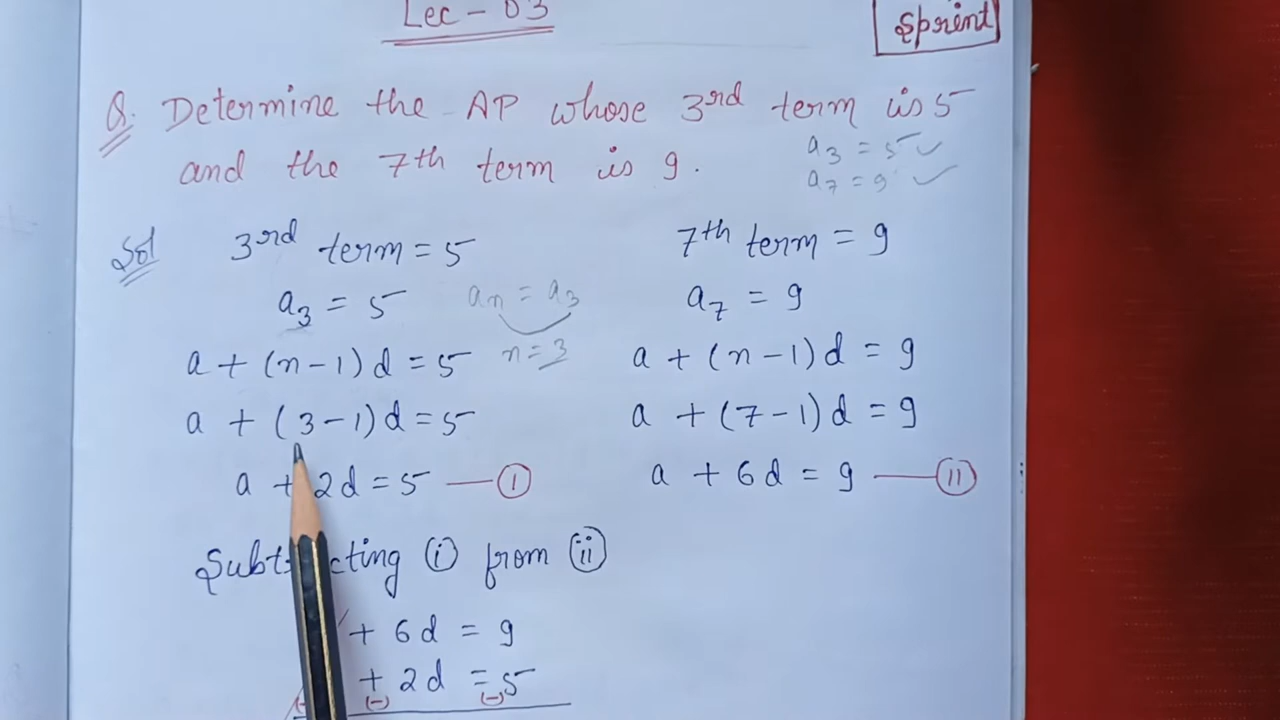 Lec - 03
Sprint
Q. Determine the AP whose 3rd term is 5
and the 7th term is 9.
a3 = 5 ✓
a7 = 9 ✓
Sol
3rd term = 5
a3 = 5
an = a3
n = 3
a + (n - 1) d = 5
a + (3 - 1) d = 5
a + 2d = 5 — (I)
7th term = 9
a7 = 9
a + (n - 1) d = 9
a + (7 - 1) d = 9
a + 6d = 9 — (II)
(i) from (ii)
+ 6d = 9
+ 2d = 5
(-) (-)